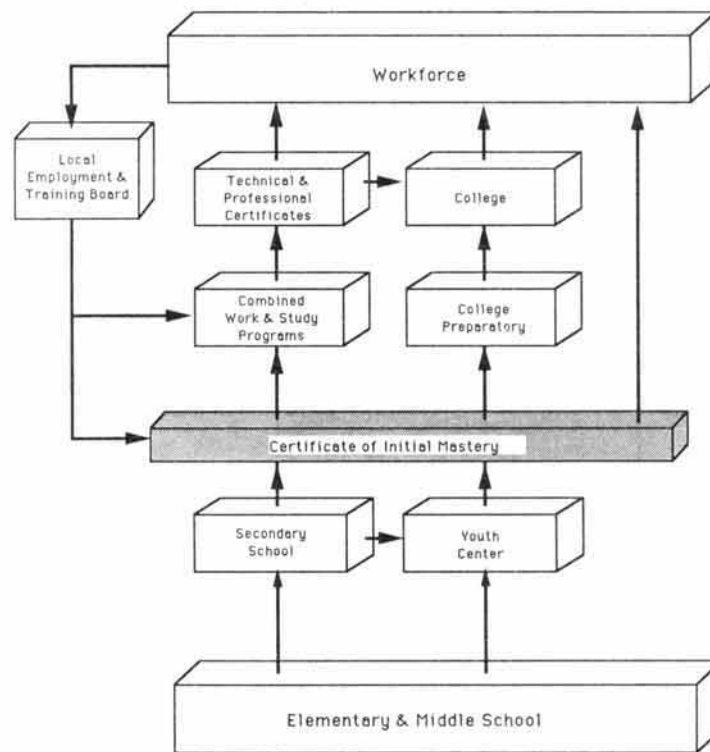 Workforce
Local
Employment &
Training Board
Technical &
Professional
Certificates
College
Combined
Work & Study
Programs
College
Preparatory
Certificate of Initial Mastery
Secondary
School
Youth
Center
Elementary & Middle School